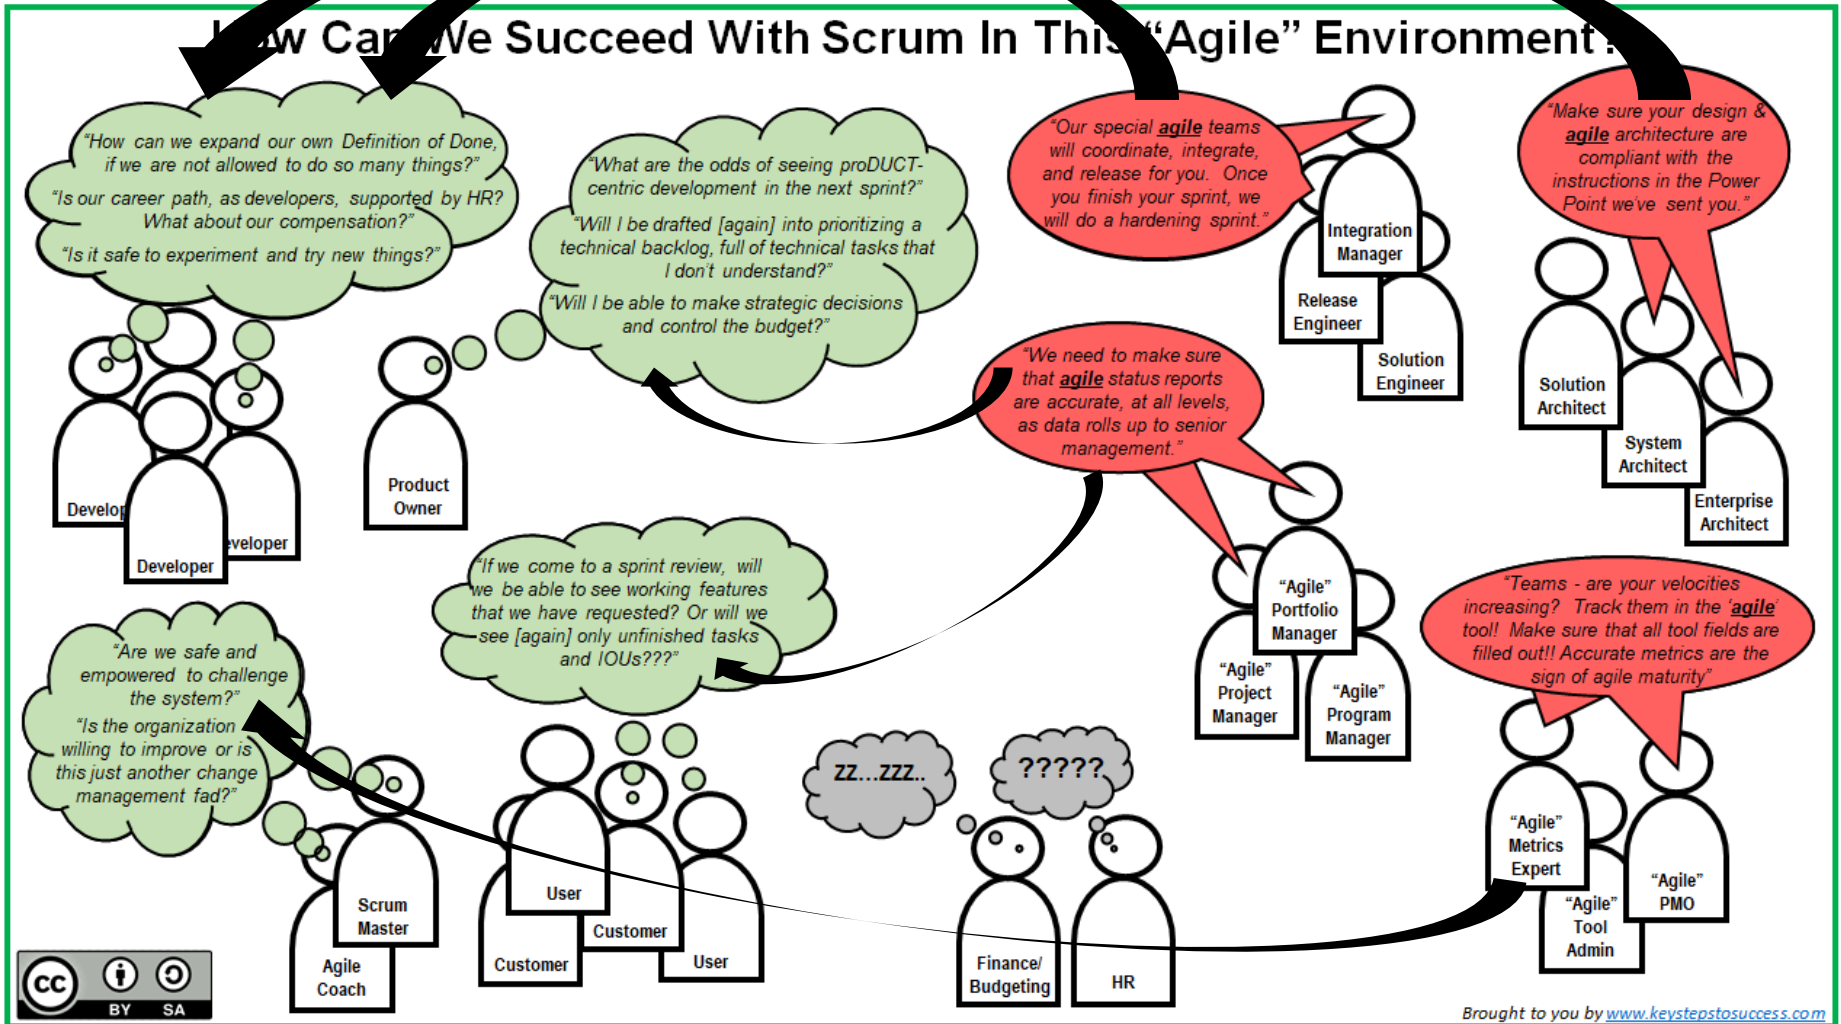 How Can We Succeed With Scrum In This “Agile” Environment?
“How can we expand our own Definition of Done,
if we are not allowed to do so many things?”
“Is our career path, as developers, supported by HR?
What about our compensation?”
“Is it safe to experiment and try new things?”
“What are the odds of seeing proDUCT-
centric development in the next sprint?”
“Will I be drafted [again] into prioritizing a
technical backlog, full of technical tasks that
I don’t understand?”
“Will I be able to make strategic decisions
and control the budget?”
“Our special agile teams
will coordinate, integrate,
and release for you. Once
you finish your sprint, we
will do a hardening sprint.”
“Make sure your design &
agile architecture are
compliant with the
instructions in the Power
Point we’ve sent you.”
Integration
Manager
Release
Engineer
Solution
Engineer
Solution
Architect
System
Architect
Enterprise
Architect
“We need to make sure
that agile status reports
are accurate, at all levels,
as data rolls up to senior
management.”
Develop
eveloper
Developer
Product
Owner
“If we come to a sprint review, will
we be able to see working features
that we have requested? Or will we
see [again] only unfinished tasks
and IOUs???”
“Agile”
Portfolio
Manager
“Agile”
Project
Manager
“Agile”
Program
Manager
“Teams - are your velocities
increasing? Track them in the ‘agile’
tool! Make sure that all tool fields are
filled out!! Accurate metrics are the
sign of agile maturity”
“Are we safe and
empowered to challenge
the system?”
“Is the organization
willing to improve or is
this just another change
management fad?”
zz...zzz..
?????
“Agile”
Metrics
Expert
“Agile”
Tool
Admin
“Agile”
PMO
Scrum
Master
Agile
Coach
User
Customer
Customer
User
Finance/
Budgeting
HR
cc
BY SA
Brought to you by www.keystepstosuccess.com